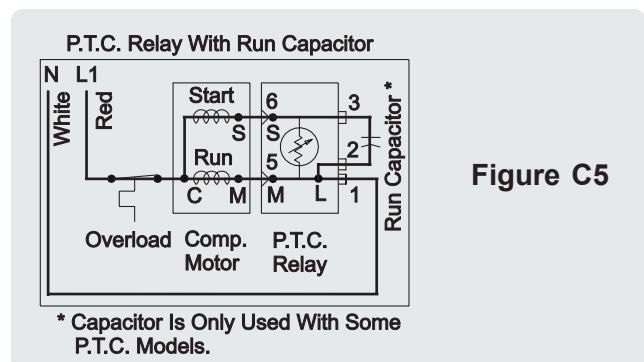 P.T.C. Relay With Run Capacitor
N L1
White
Red
Start
S
Run
C M
6
S
5
M
L
3
2
1
Run Capacitor *
Overload
Comp.
Motor
P.T.C.
Relay
* Capacitor Is Only Used With Some
P.T.C. Models.
Figure C5